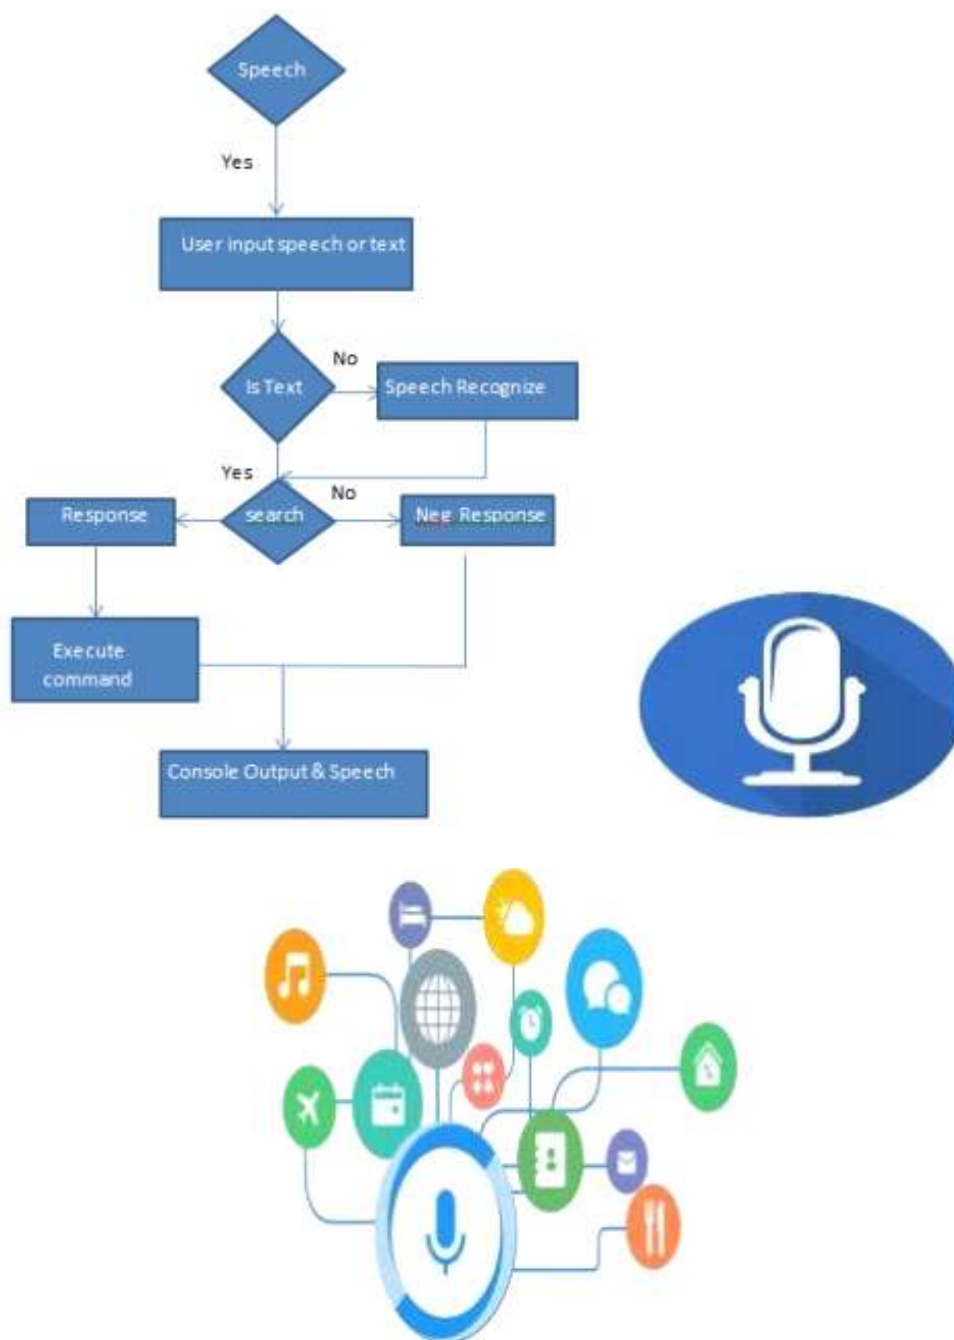 Speech
Yes
User input speech or text
No
Is Text
Speech Recognize
Yes
No
Response
search
Neg Response
Execute
command
Console Output & Speech